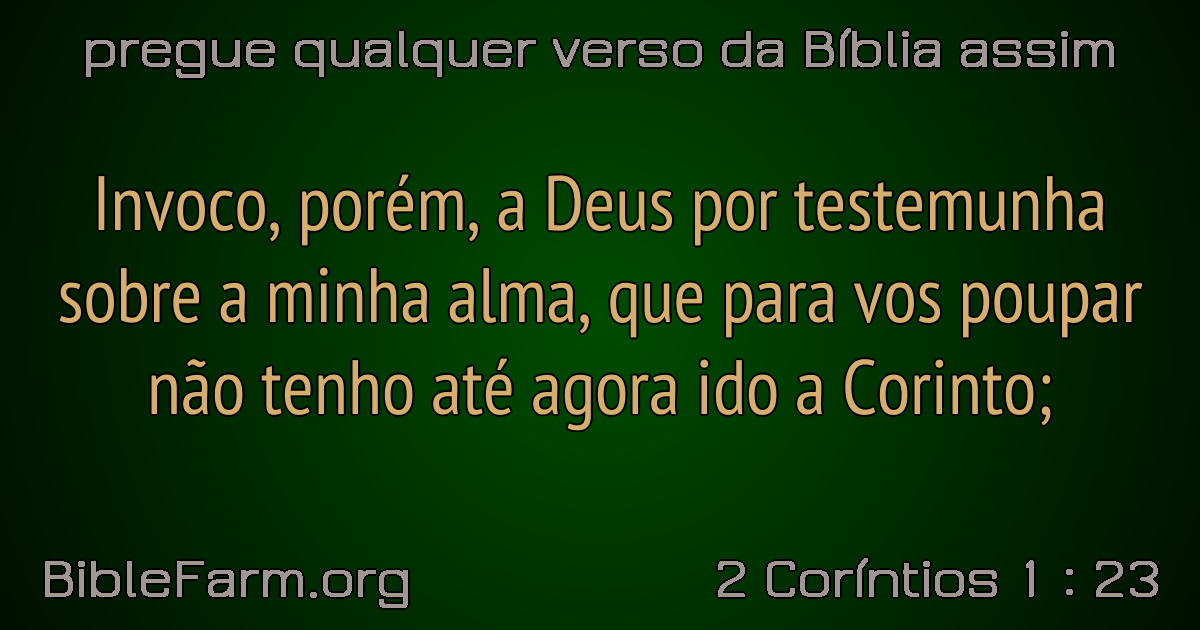 pregue qualquer verso da Bíblia assim
Invoco, porém, a Deus por testemunha
sobre a minha alma, que para vos poupar
não tenho até agora ido a Corinto;
BibleFarm.org
2 Coríntios 1 : 23